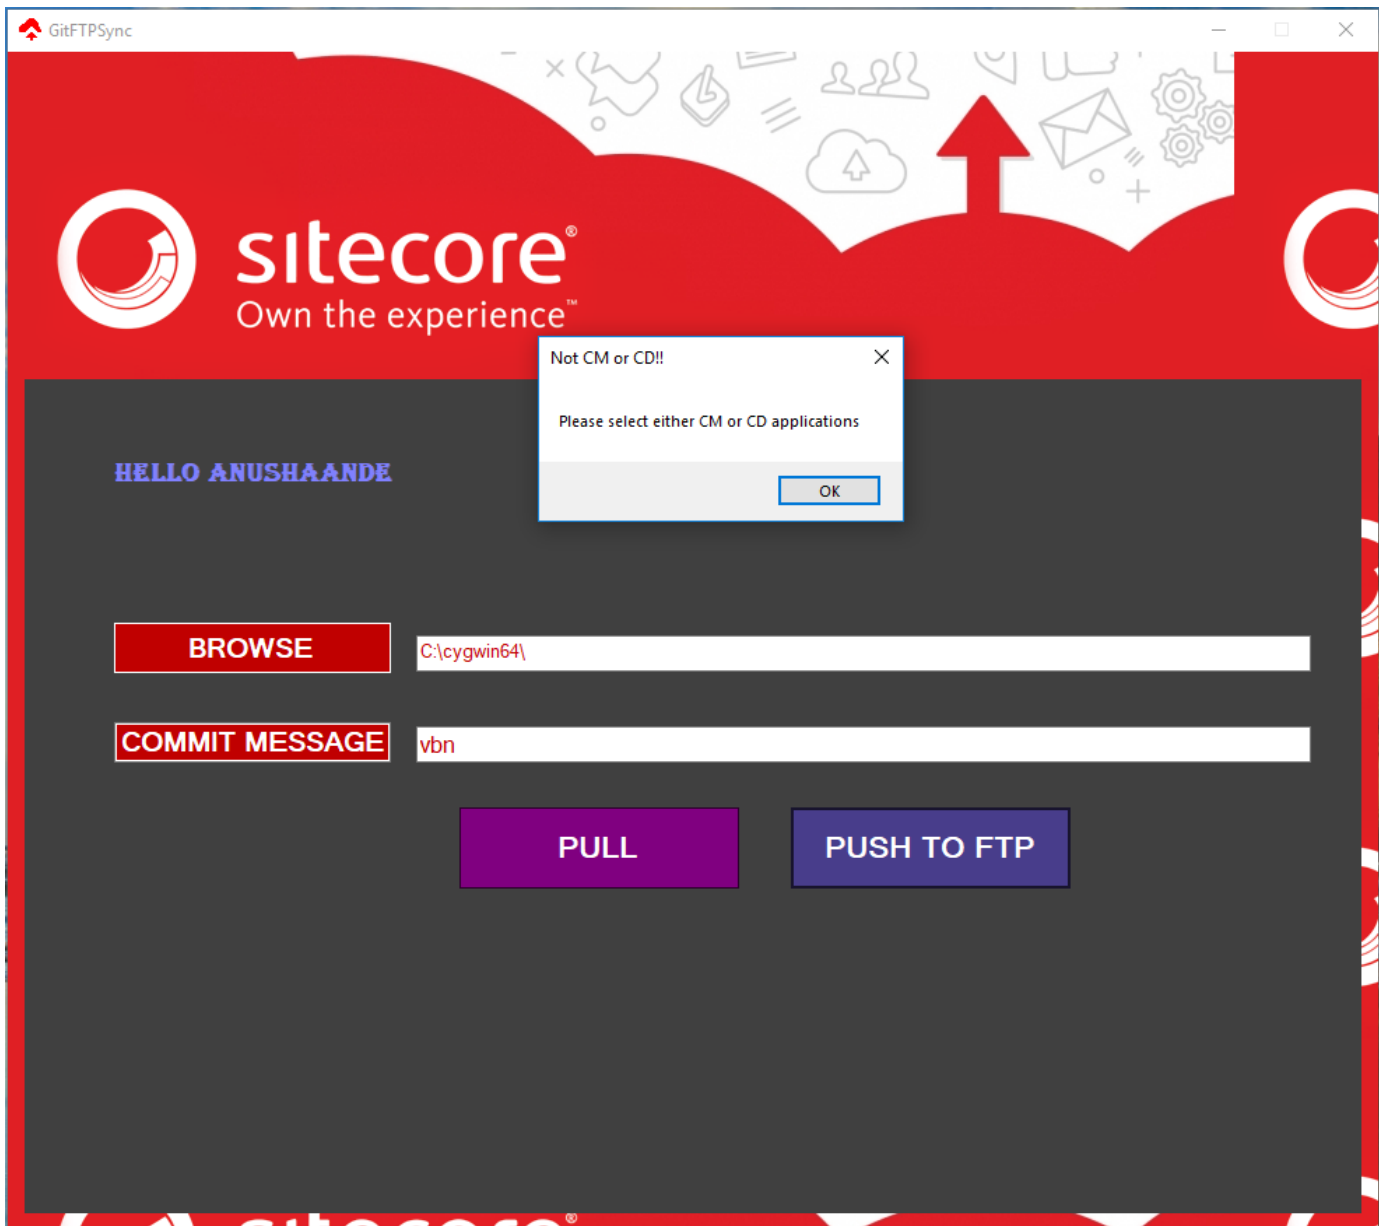 GitFTPSync
sitecore®
Own the experience™
Not CM or CD!!
Please select either CM or CD applications
OK
HELLO ANUSHAANDE
BROWSE
C:\cygwin64\
COMMIT MESSAGE
vbn
PULL
PUSH TO FTP
sitecore®